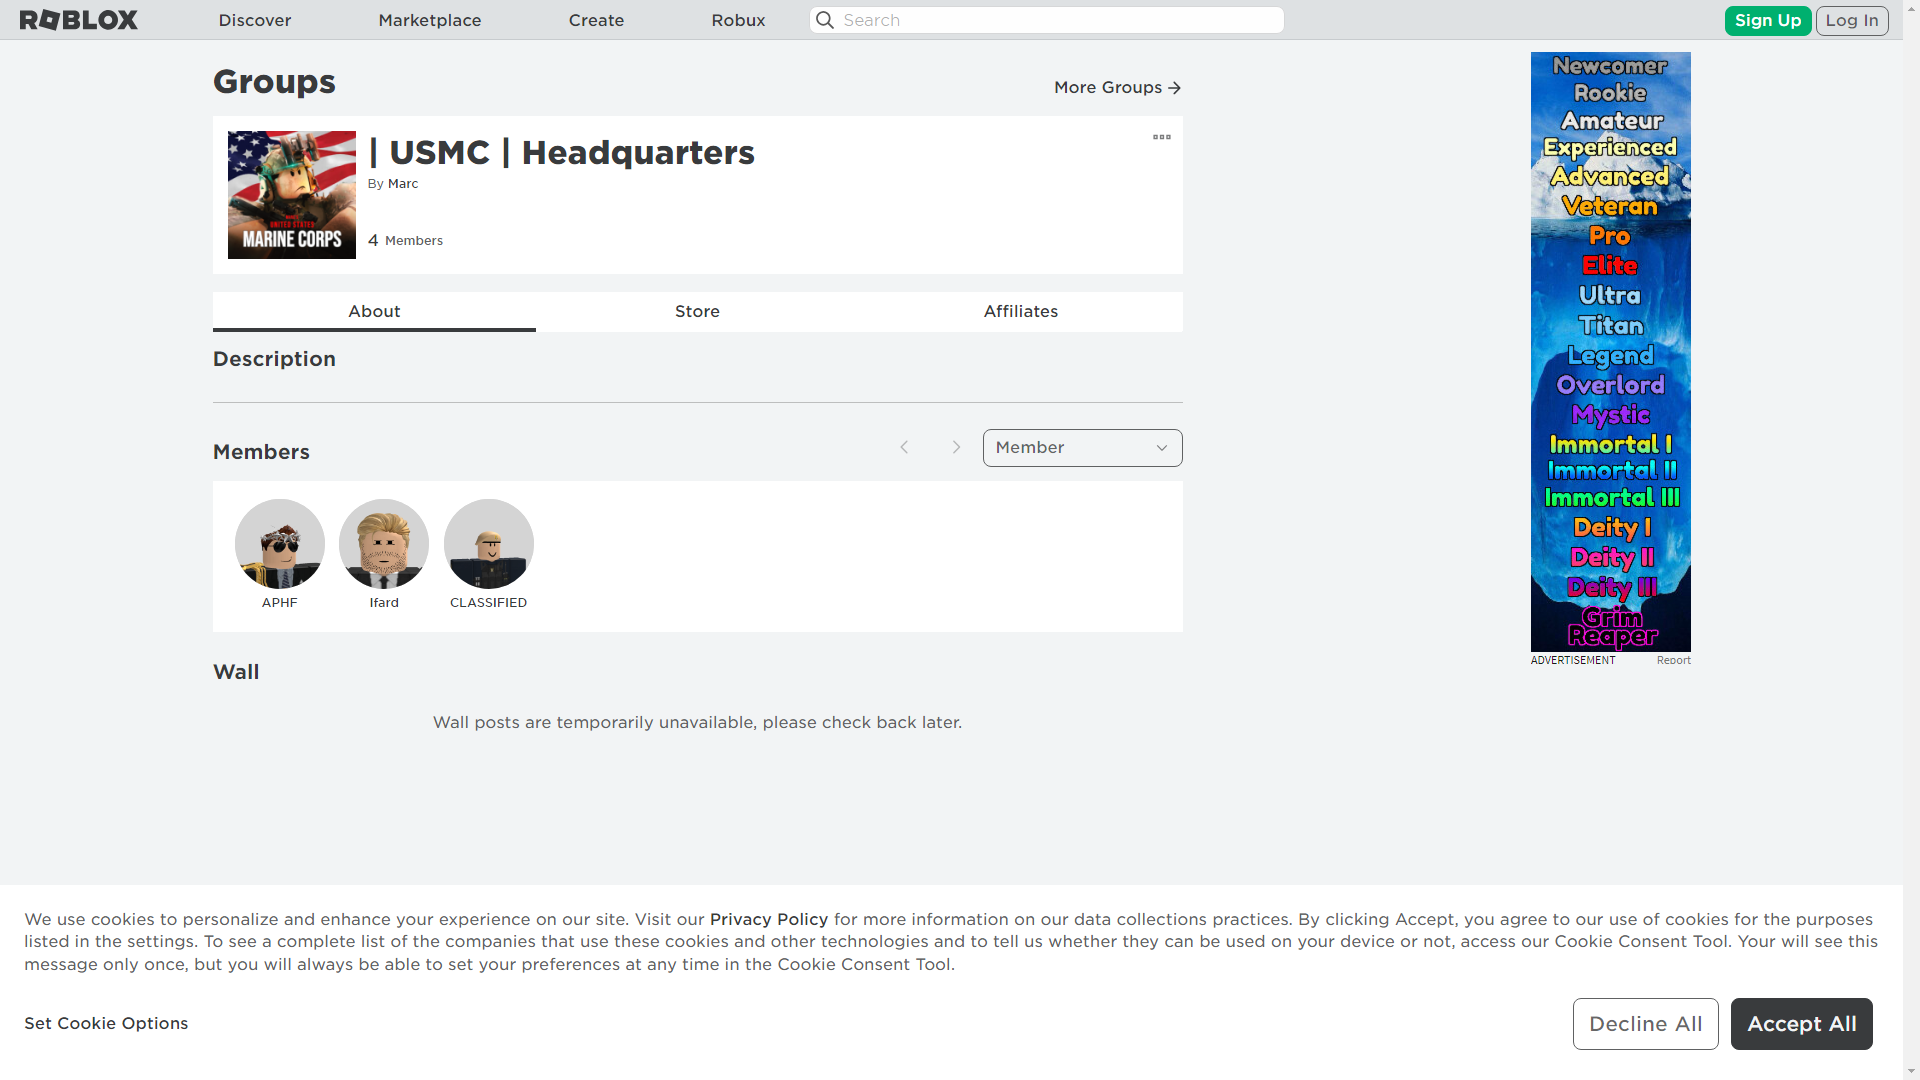 ROBLOX
Discover
Marketplace
Create
Robux
Search
Sign Up
Log In
Groups
More Groups
| USMC | Headquarters
By Marc
4 Members
UNITED STATES
MARINE CORPS
About
Store
Affiliates
Description
Members
Member
APHF
lfard
CLASSIFIED
Wall
Wall posts are temporarily unavailable, please check back later.
Newcomer
Rookie
Amateur
Experienced
Advanced
Veteran
Pro
Elite
Ultra
Titan
Legend
Overlord
Mystic
Immortal I
Immortal II
Immortal III
Deity I
Deity II
Deity III
Grim
Reaper
ADVERTISEMENT
Report
We use cookies to personalize and enhance your experience on our site. Visit our Privacy Policy for more information on our data collections practices. By clicking Accept, you agree to our use of cookies for the purposes
listed in the settings. To see a complete list of the companies that use these cookies and other technologies and to tell us whether they can be used on your device or not, access our Cookie Consent Tool. Your will see this
message only once, but you will always be able to set your preferences at any time in the Cookie Consent Tool.
Set Cookie Options
Decline All
Accept All